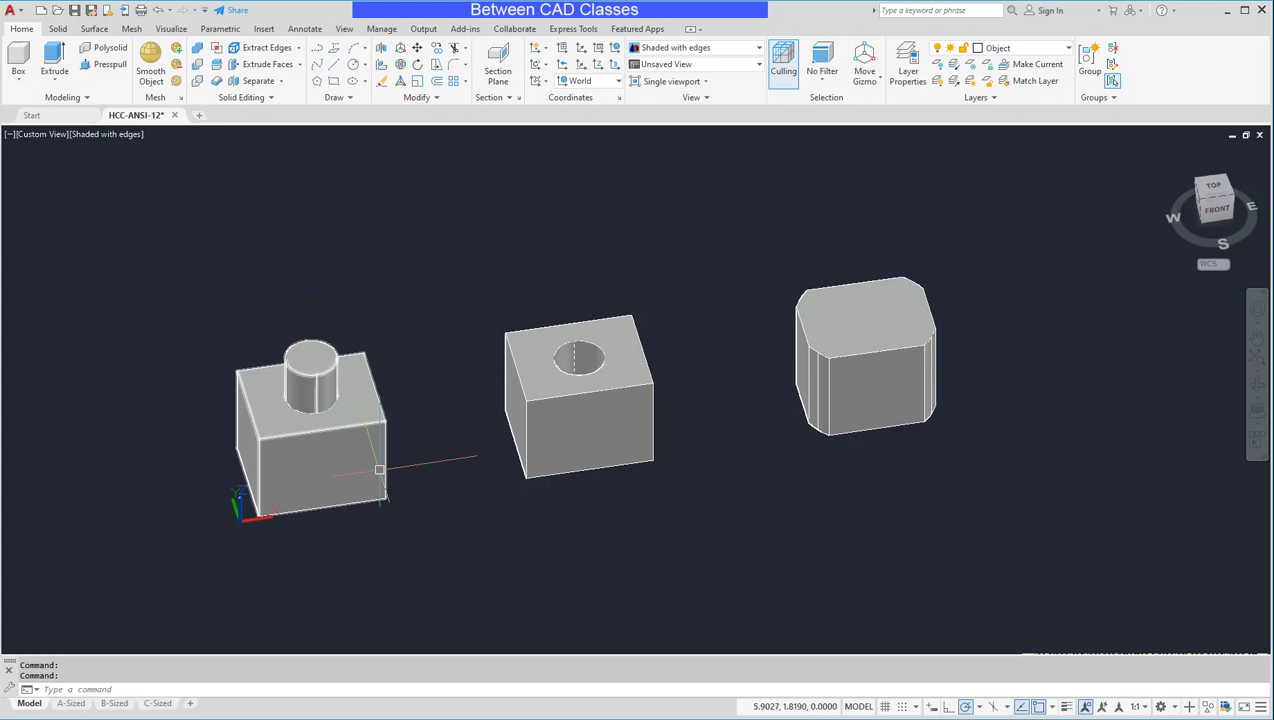 Between CAD Classes
Share
Type a keyword or phrase
Sign In
Home Solid Surface Mesh Visualize Parametric Insert Annotate View Manage Output Add-ins Collaborate Express Tools Featured Apps
Box
Extrude
Polysolid
Presspull
Modeling
Smooth Object
Mesh
Extract Edges
Extrude Faces
Separate
Solid Editing
Draw
Modify
Section Plane
Section
World
Coordinates
Shaded with edges
Unsaved View
Single viewport
View
Culling
No Filter
Move Gizmo
Selection
Layer Properties
Object
Make Current
Match Layer
Layers
Group
Groups
Start
HCC-ANSI-12*
[−][Custom View][Shaded with edges]
TOP
FRONT
W
E
S
WCS
Command:
Command:
Type a command
Model A-Sized B-Sized C-Sized
5.9027, 1.8190, 0.0000 MODEL 1:1